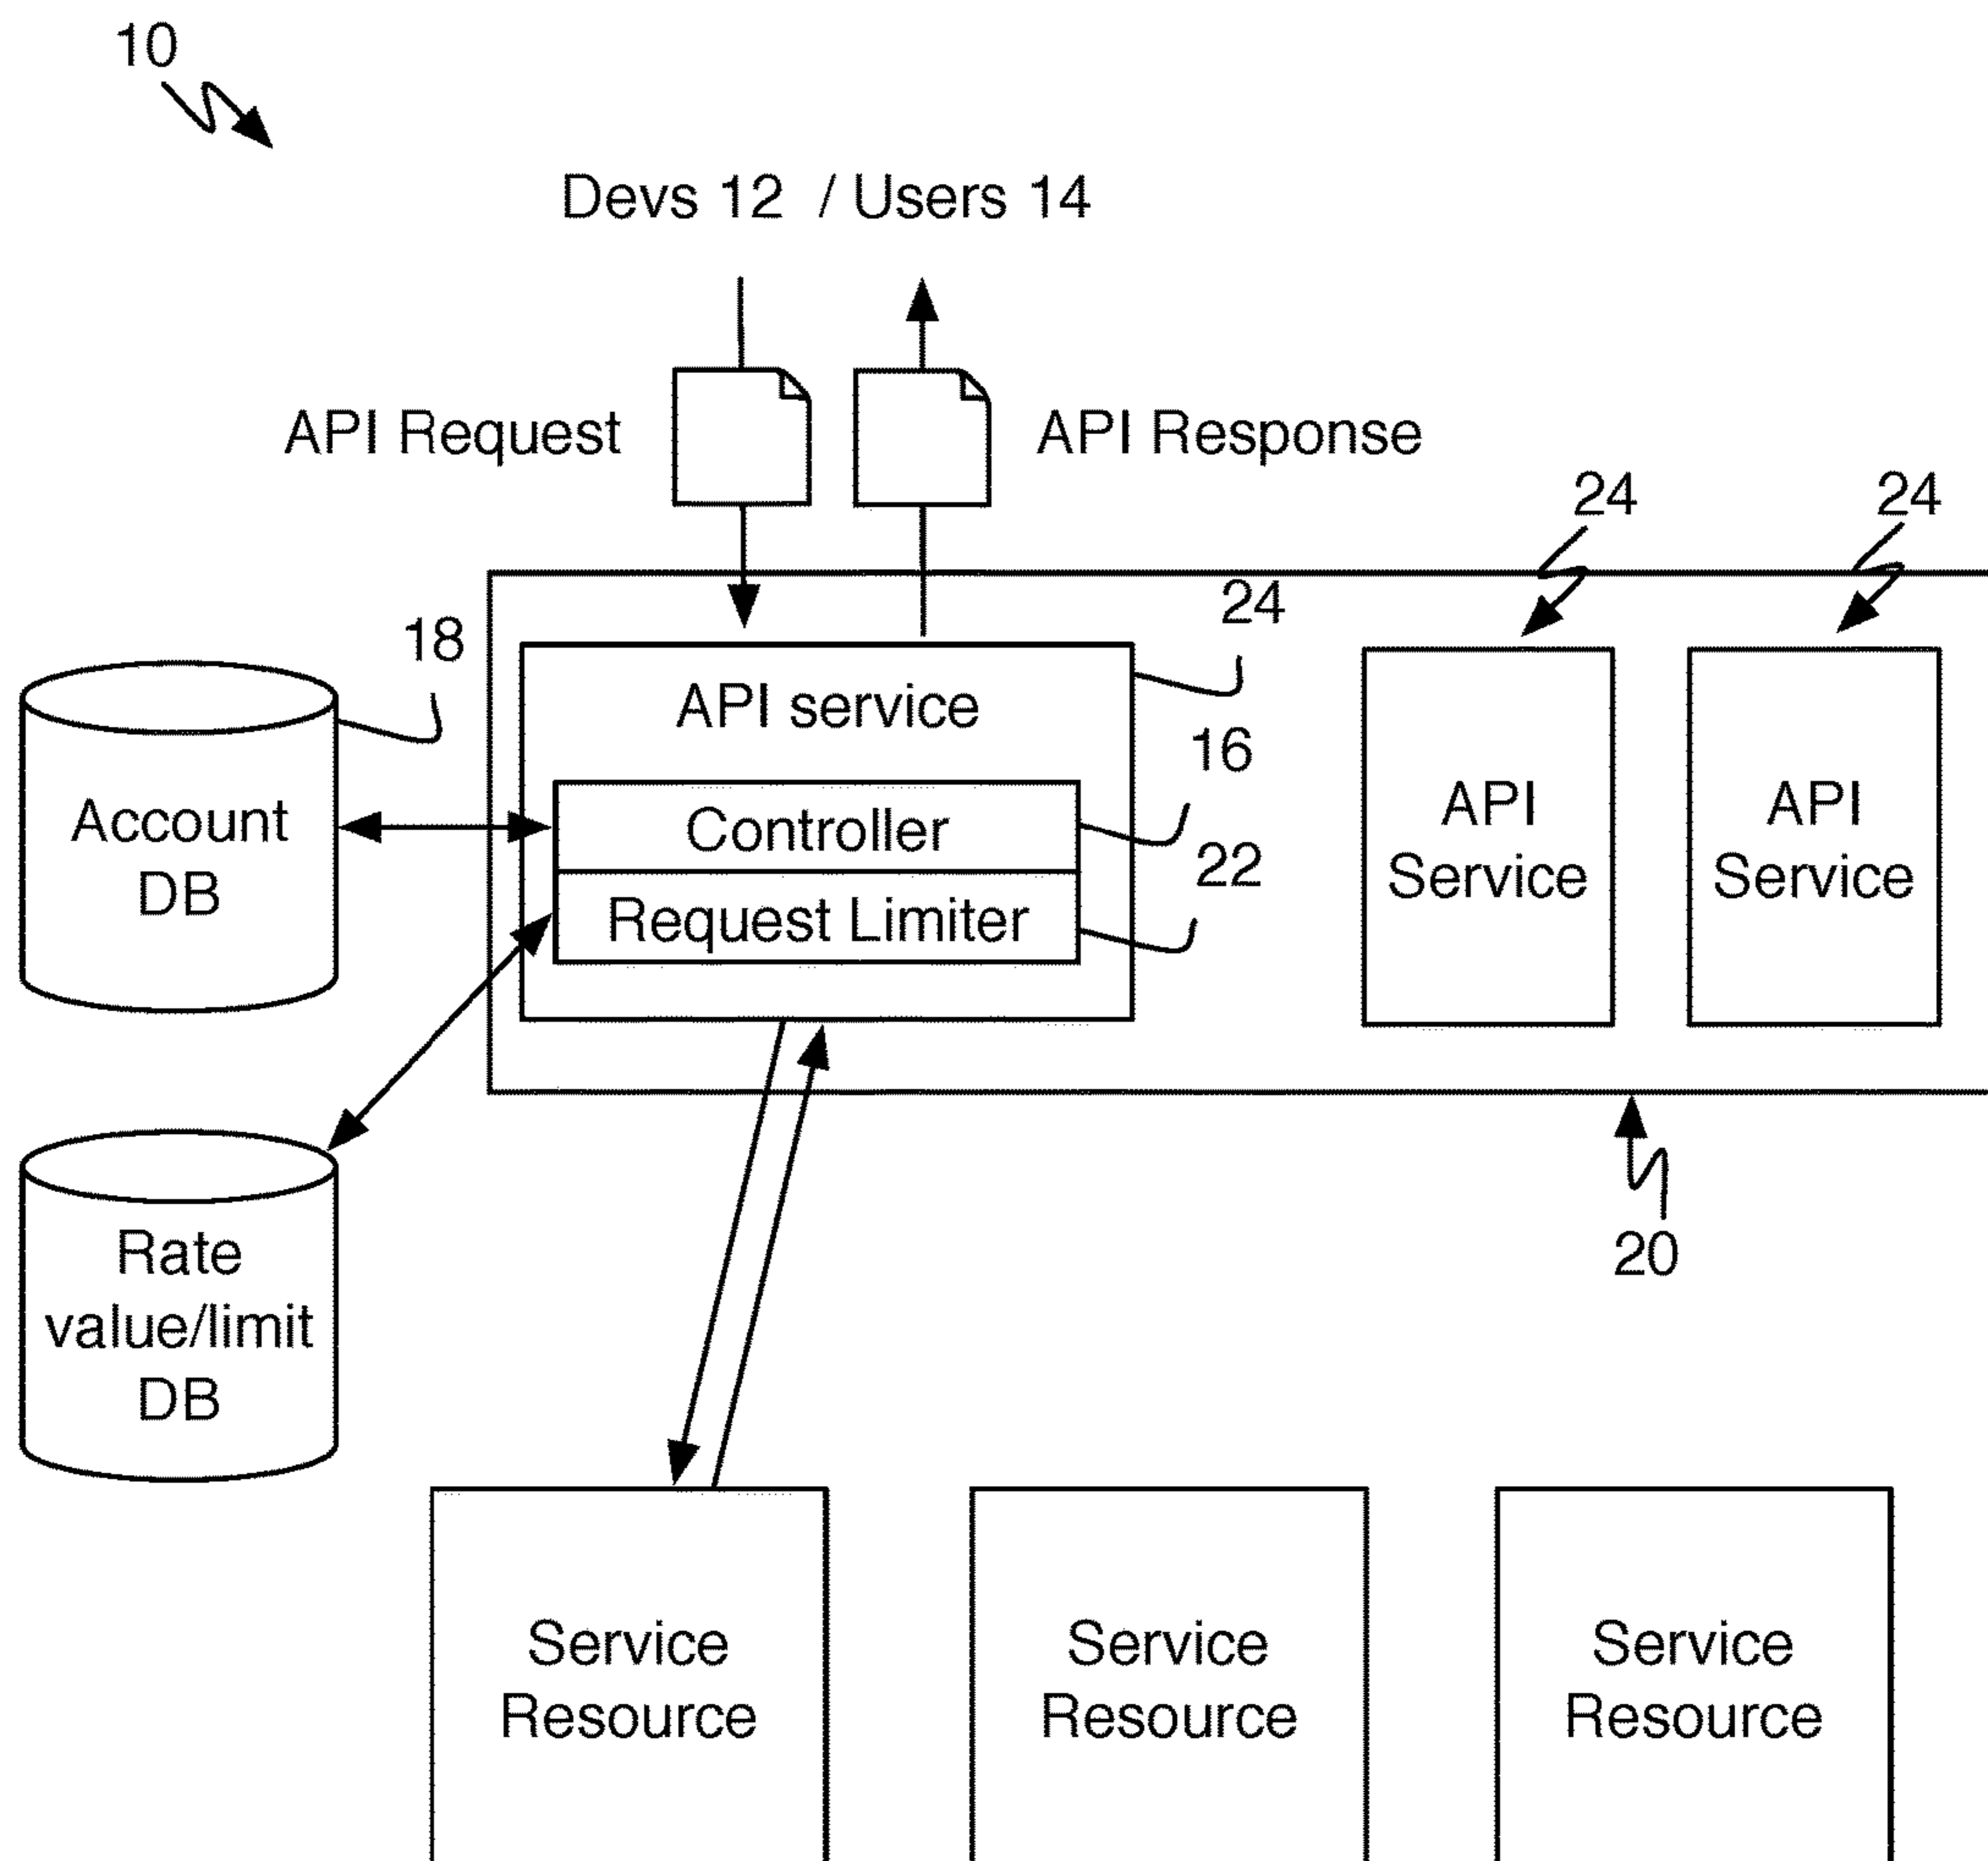 10
Devs 12 / Users 14
API Request
API Response
24
24
24
18
API service
16
Controller
22
Request Limiter
Account
DB
API
Service
API
Service
20
Rate
value/limit
DB
Service
Resource
Service
Resource
Service
Resource